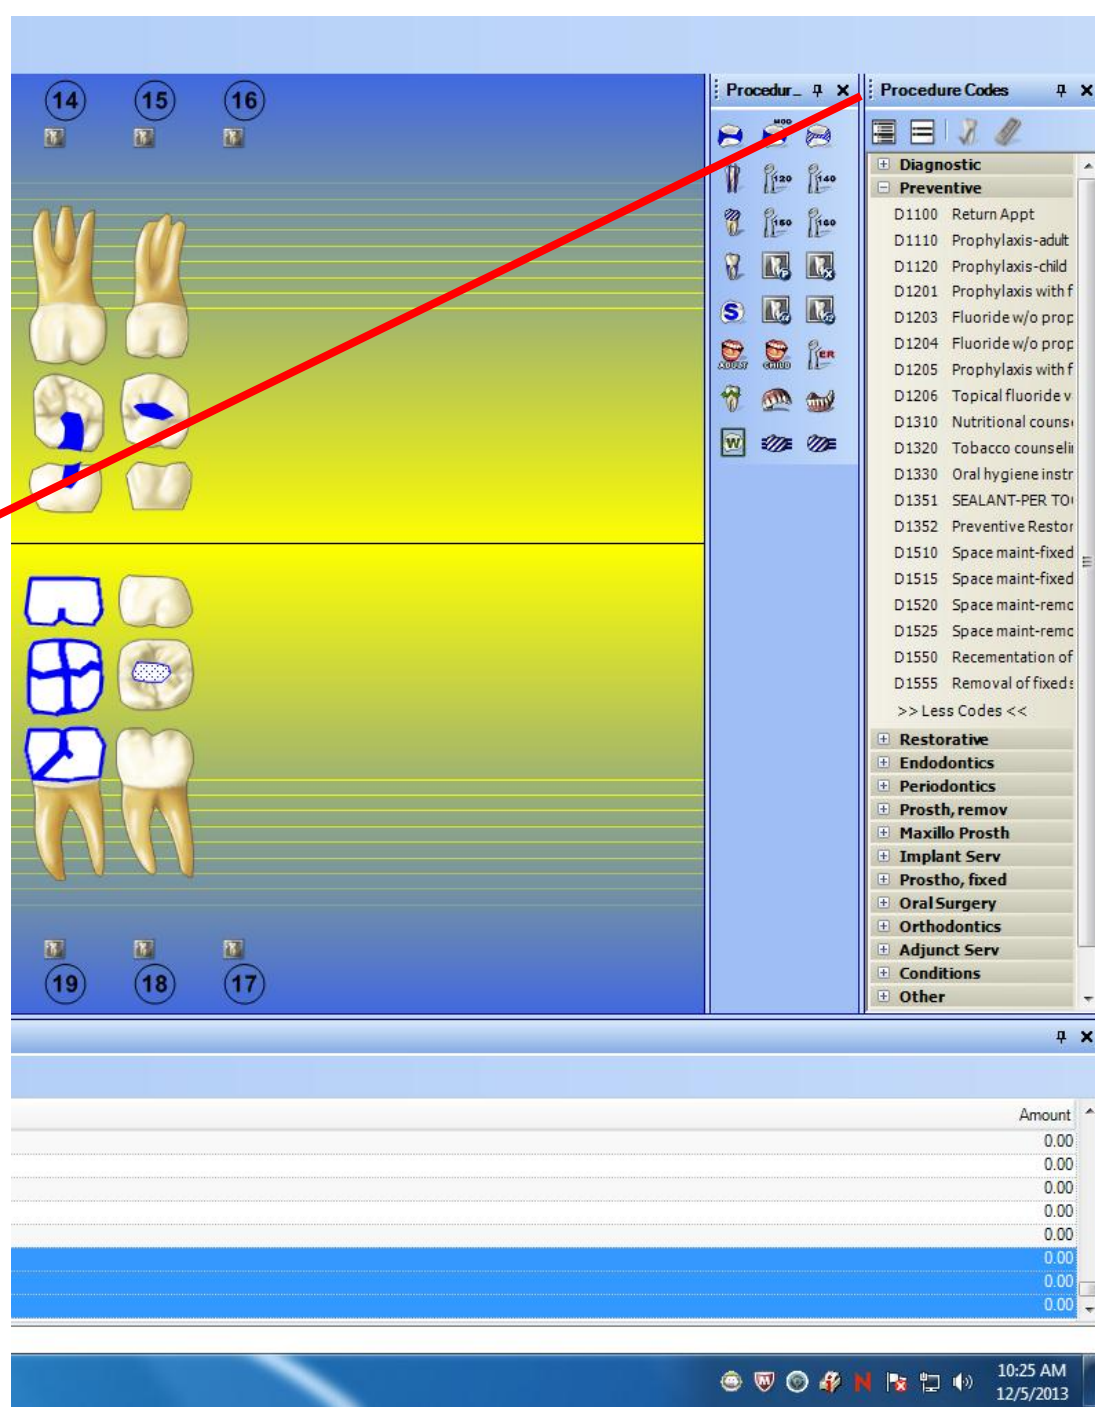 14 15 16
Procedur...
Procedure Codes
MOD
120 140
150 160
P X
S
ADULT CHILD ER
W
Diagnostic
Preventive
D1100 Return Appt
D1110 Prophylaxis-adult
D1120 Prophylaxis-child
D1201 Prophylaxis with f
D1203 Fluoride w/o prop
D1204 Fluoride w/o prop
D1205 Prophylaxis with f
D1206 Topical fluoride v
D1310 Nutritional counse
D1320 Tobacco counselin
D1330 Oral hygiene instr
D1351 SEALANT-PER TO
D1352 Preventive Restor
D1510 Space maint-fixed
D1515 Space maint-fixed
D1520 Space maint-remo
D1525 Space maint-remo
D1550 Recementation of
D1555 Removal of fixed s
>> Less Codes <<
Restorative
Endodontics
Periodontics
Prosth, remov
Maxillo Prosth
Implant Serv
Prostho, fixed
Oral Surgery
Orthodontics
Adjunct Serv
Conditions
Other
19 18 17
Amount
0.00
0.00
0.00
0.00
0.00
0.00
0.00
0.00
10:25 AM
12/5/2013